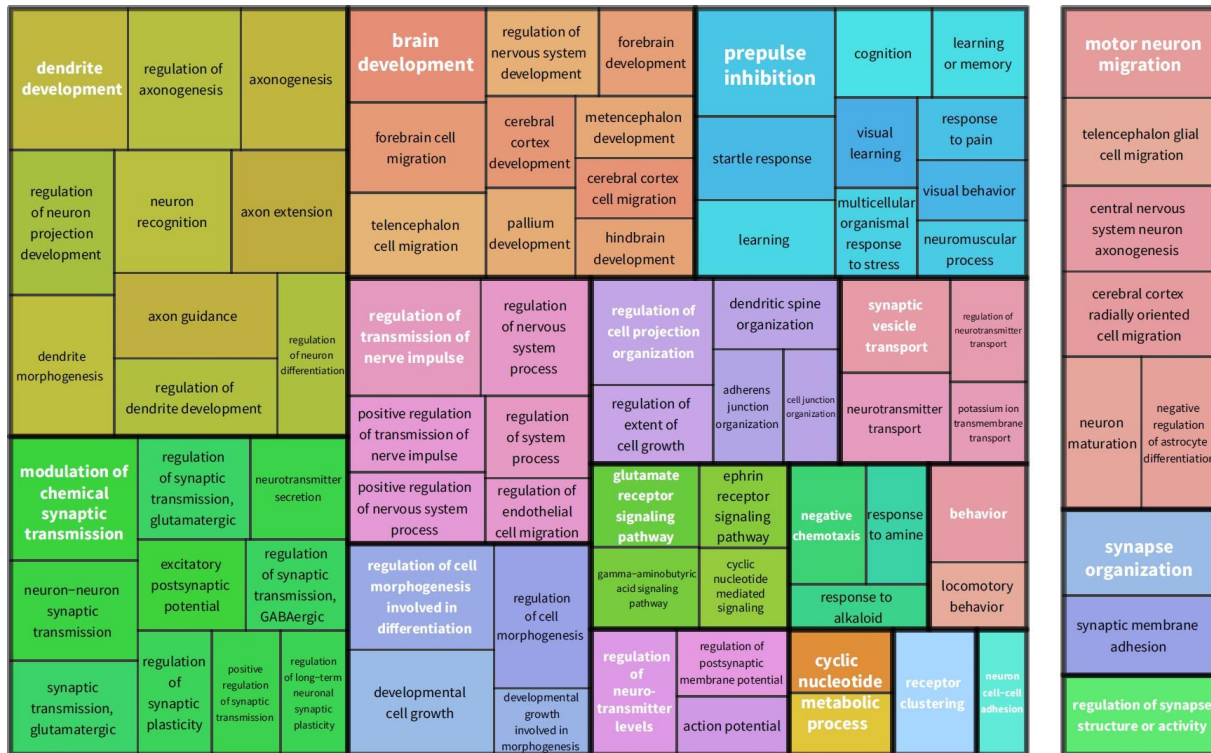 dendrite
development
regulation of
axonogenesis
axonogenesis
regulation
of neuron
projection
development
neuron
recognition
axon extension
dendrite
morphogenesis
axon guidance
regulation of
dendrite development
regulation
of neuron
differentiation
modulation of
chemical
synaptic
transmission
regulation
of synaptic
transmission,
glutamatergic
neurotransmitter
secretion
neuron−neuron
synaptic
transmission
excitatory
postsynaptic
potential
regulation
of synaptic
transmission,
GABAergic
synaptic
transmission,
glutamatergic
regulation
of
synaptic
plasticity
positive
regulation
of synaptic
transmission
regulation
of long−term
neuronal
synaptic
plasticity
brain
development
regulation of
nervous system
development
forebrain
development
forebrain cell
migration
cerebral
cortex
development
metencephalon
development
cerebral cortex
cell migration
telencephalon
cell migration
pallium
development
hindbrain
development
prepulse
inhibition
cognition
learning
or memory
startle response
visual
learning
response
to pain
visual behavior
learning
multicellular
organismal
response
to stress
neuromuscular
process
regulation of
transmission of
nerve impulse
regulation
of nervous
system
process
positive regulation
of transmission of
nerve impulse
regulation
of system
process
positive regulation
of nervous system
process
regulation of
endothelial
cell migration
regulation of
cell projection
organization
dendritic spine
organization
regulation of
extent of
cell growth
adherens
junction
organization
cell junction
organization
synaptic
vesicle
transport
regulation of
neurotransmitter
transport
neurotransmitter
transport
potassium ion
transmembrane
transport
glutamate
receptor
signaling
pathway
ephrin
receptor
signaling
pathway
gamma−aminobutyric
acid signaling
pathway
cyclic
nucleotide
mediated
signaling
negative
chemotaxis
response
to amine
response to
alkaloid
behavior
locomotory
behavior
regulation of cell
morphogenesis
involved in
differentiation
regulation
of cell
morphogenesis
developmental
cell growth
developmental
growth
involved in
morphogenesis
regulation
of
neuro-
transmitter
levels
regulation of
postsynaptic
membrane potential
action potential
cyclic
nucleotide
metabolic
process
receptor
clustering
neuron
cell−cell
adhesion
motor neuron
migration
telencephalon glial
cell migration
central nervous
system neuron
axonogenesis
cerebral cortex
radially oriented
cell migration
neuron
maturation
negative
regulation
of astrocyte
differentiation
synapse
organization
synaptic membrane
adhesion
regulation of synapse
structure or activity